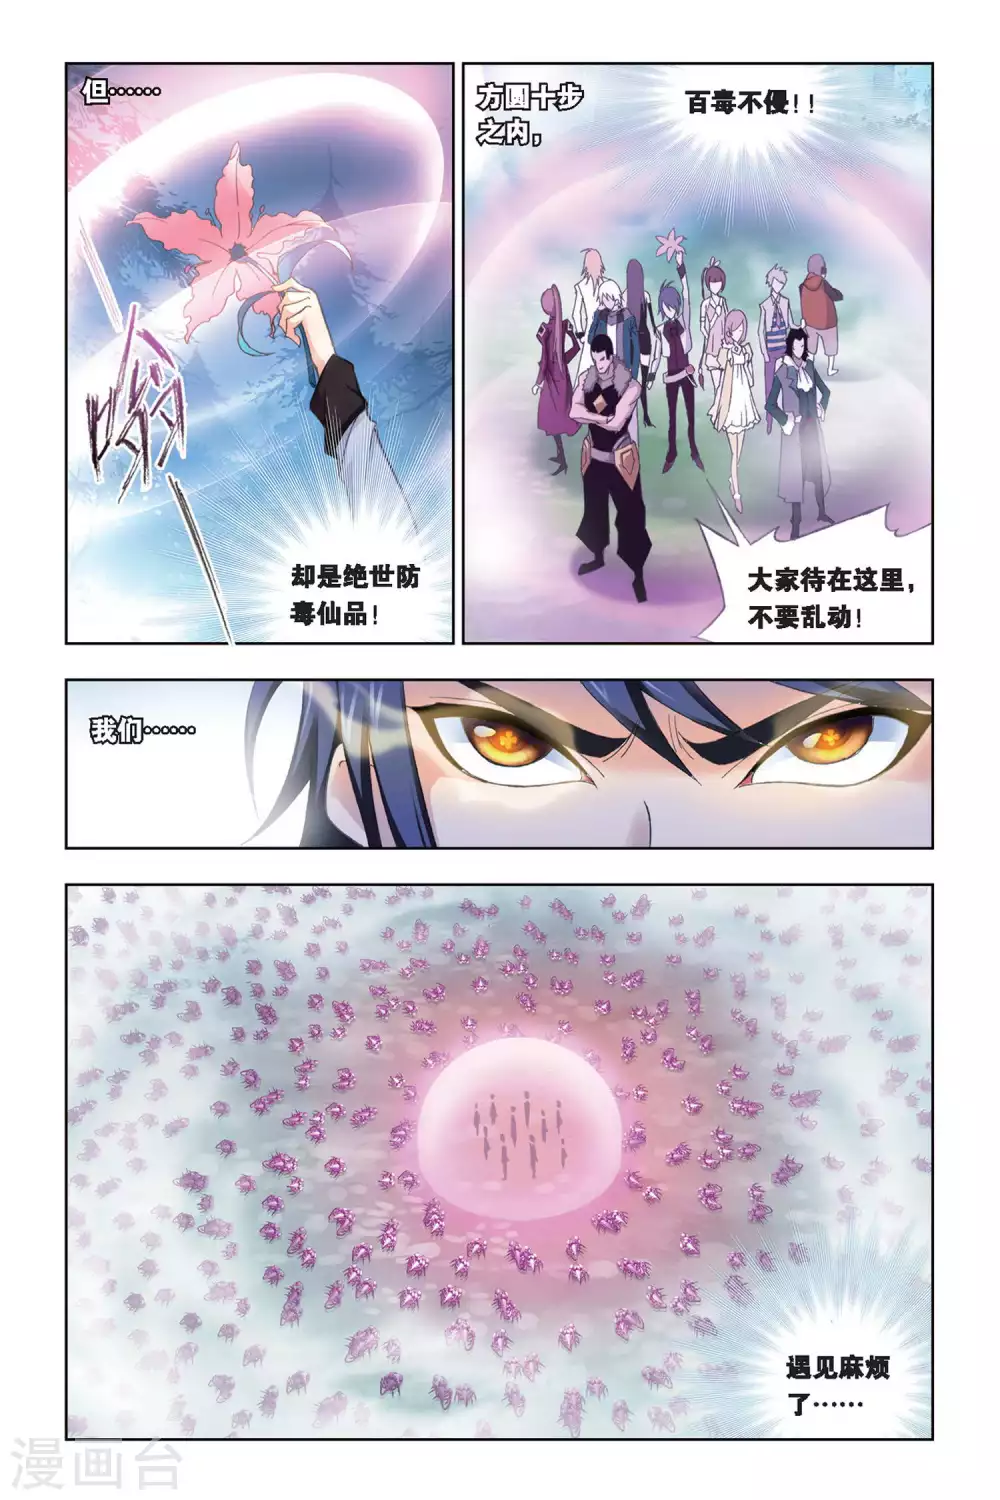 但……
嗡
却是绝世防
毒仙品！
方圆十步
之内，
百毒不侵！！
大家待在这里，
不要乱动！
我们……
遇见麻烦
了……
漫画台